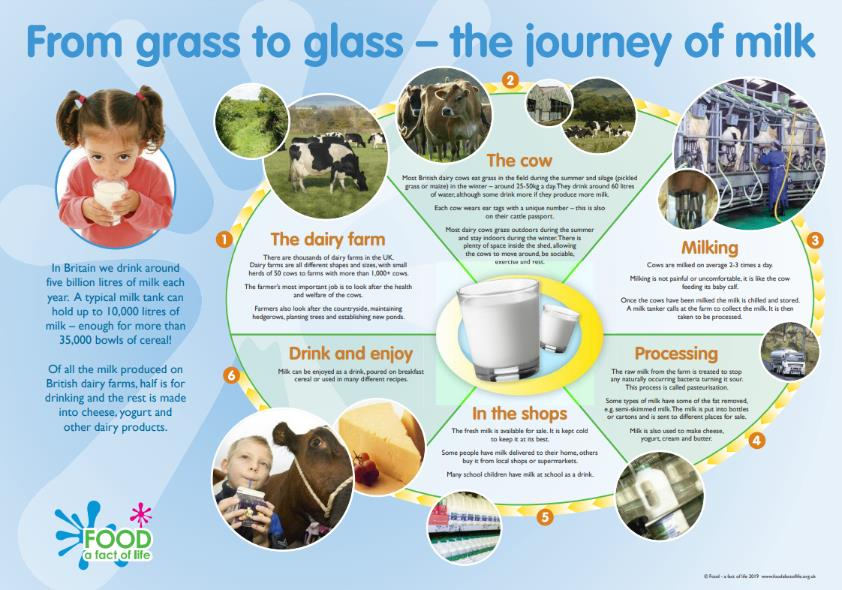 From grass to glass – the journey of milk
In Britain we drink around
five billion litres of milk each
year. A typical milk tank can
hold up to 10,000 litres of
milk – enough for more than
35,000 bowls of cereal!
Of all the milk produced on
British dairy farms, half is for
drinking and the rest is made
into cheese, yogurt and
other dairy products.
FOOD
a fact of life
1
The dairy farm
There are thousands of dairy farms in the UK.
Dairy farms are all different shapes and sizes, with small
herds of 50 cows to farms with more than 1,000+ cows.
The farmer's most important job is to look after the health
and welfare of the cows.
Farmers also look after the countryside, maintaining
hedgerows, planting trees and establishing new ponds.
2
The cow
Most British dairy cows eat grass in the field during the summer and silage (pickled
grass or maize) in the winter – around 25-50kg a day. They drink around 60 litres
of water, although some drink more if they produce more milk.
Each cow wears ear tags with a unique number – this is also
on their cattle passport.
Most dairy cows graze outdoors during the summer
and stay indoors during the winter. There is
plenty of space inside the shed, allowing
the cows to move around, be sociable,
exercise and rest.
3
Milking
Cows are milked on average 2-3 times a day.
Milking is not painful or uncomfortable, it is like the cow
feeding its baby calf.
Once the cows have been milked the milk is chilled and stored.
A milk tanker calls at the farm to collect the milk. It is then
taken to be processed.
Processing
The raw milk from the farm is treated to stop
any naturally occurring bacteria turning it sour.
This process is called pasteurisation.
Some types of milk have some of the fat removed,
e.g. semi-skimmed milk. The milk is put into bottles
or cartons and is sent to different places for sale.
Milk is also used to make cheese,
yogurt, cream and butter.
4
In the shops
The fresh milk is available for sale. It is kept cold
to keep it at its best.
Some people have milk delivered to their home, others
buy it from local shops or supermarkets.
Many school children have milk at school as a drink.
5
6
Drink and enjoy
Milk can be enjoyed as a drink, poured on breakfast
cereal or used in many different recipes.
© Food - a fact of life 2019 www.foodafactoflife.org.uk